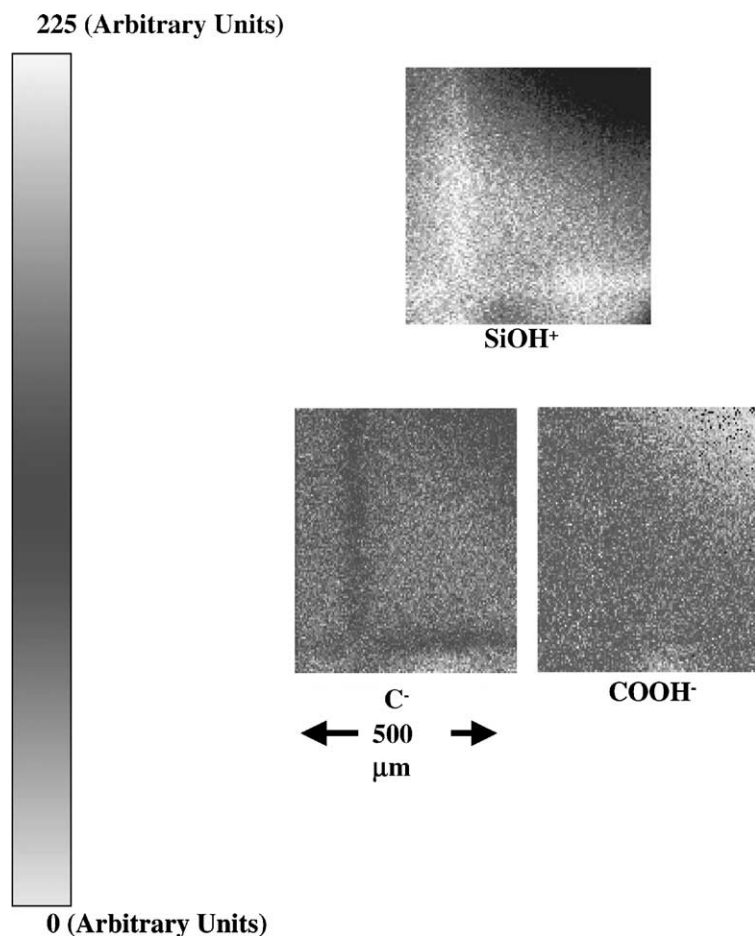 225 (Arbitrary Units)
SiOH⁺
C⁻
COOH⁻
500
μm
0 (Arbitrary Units)